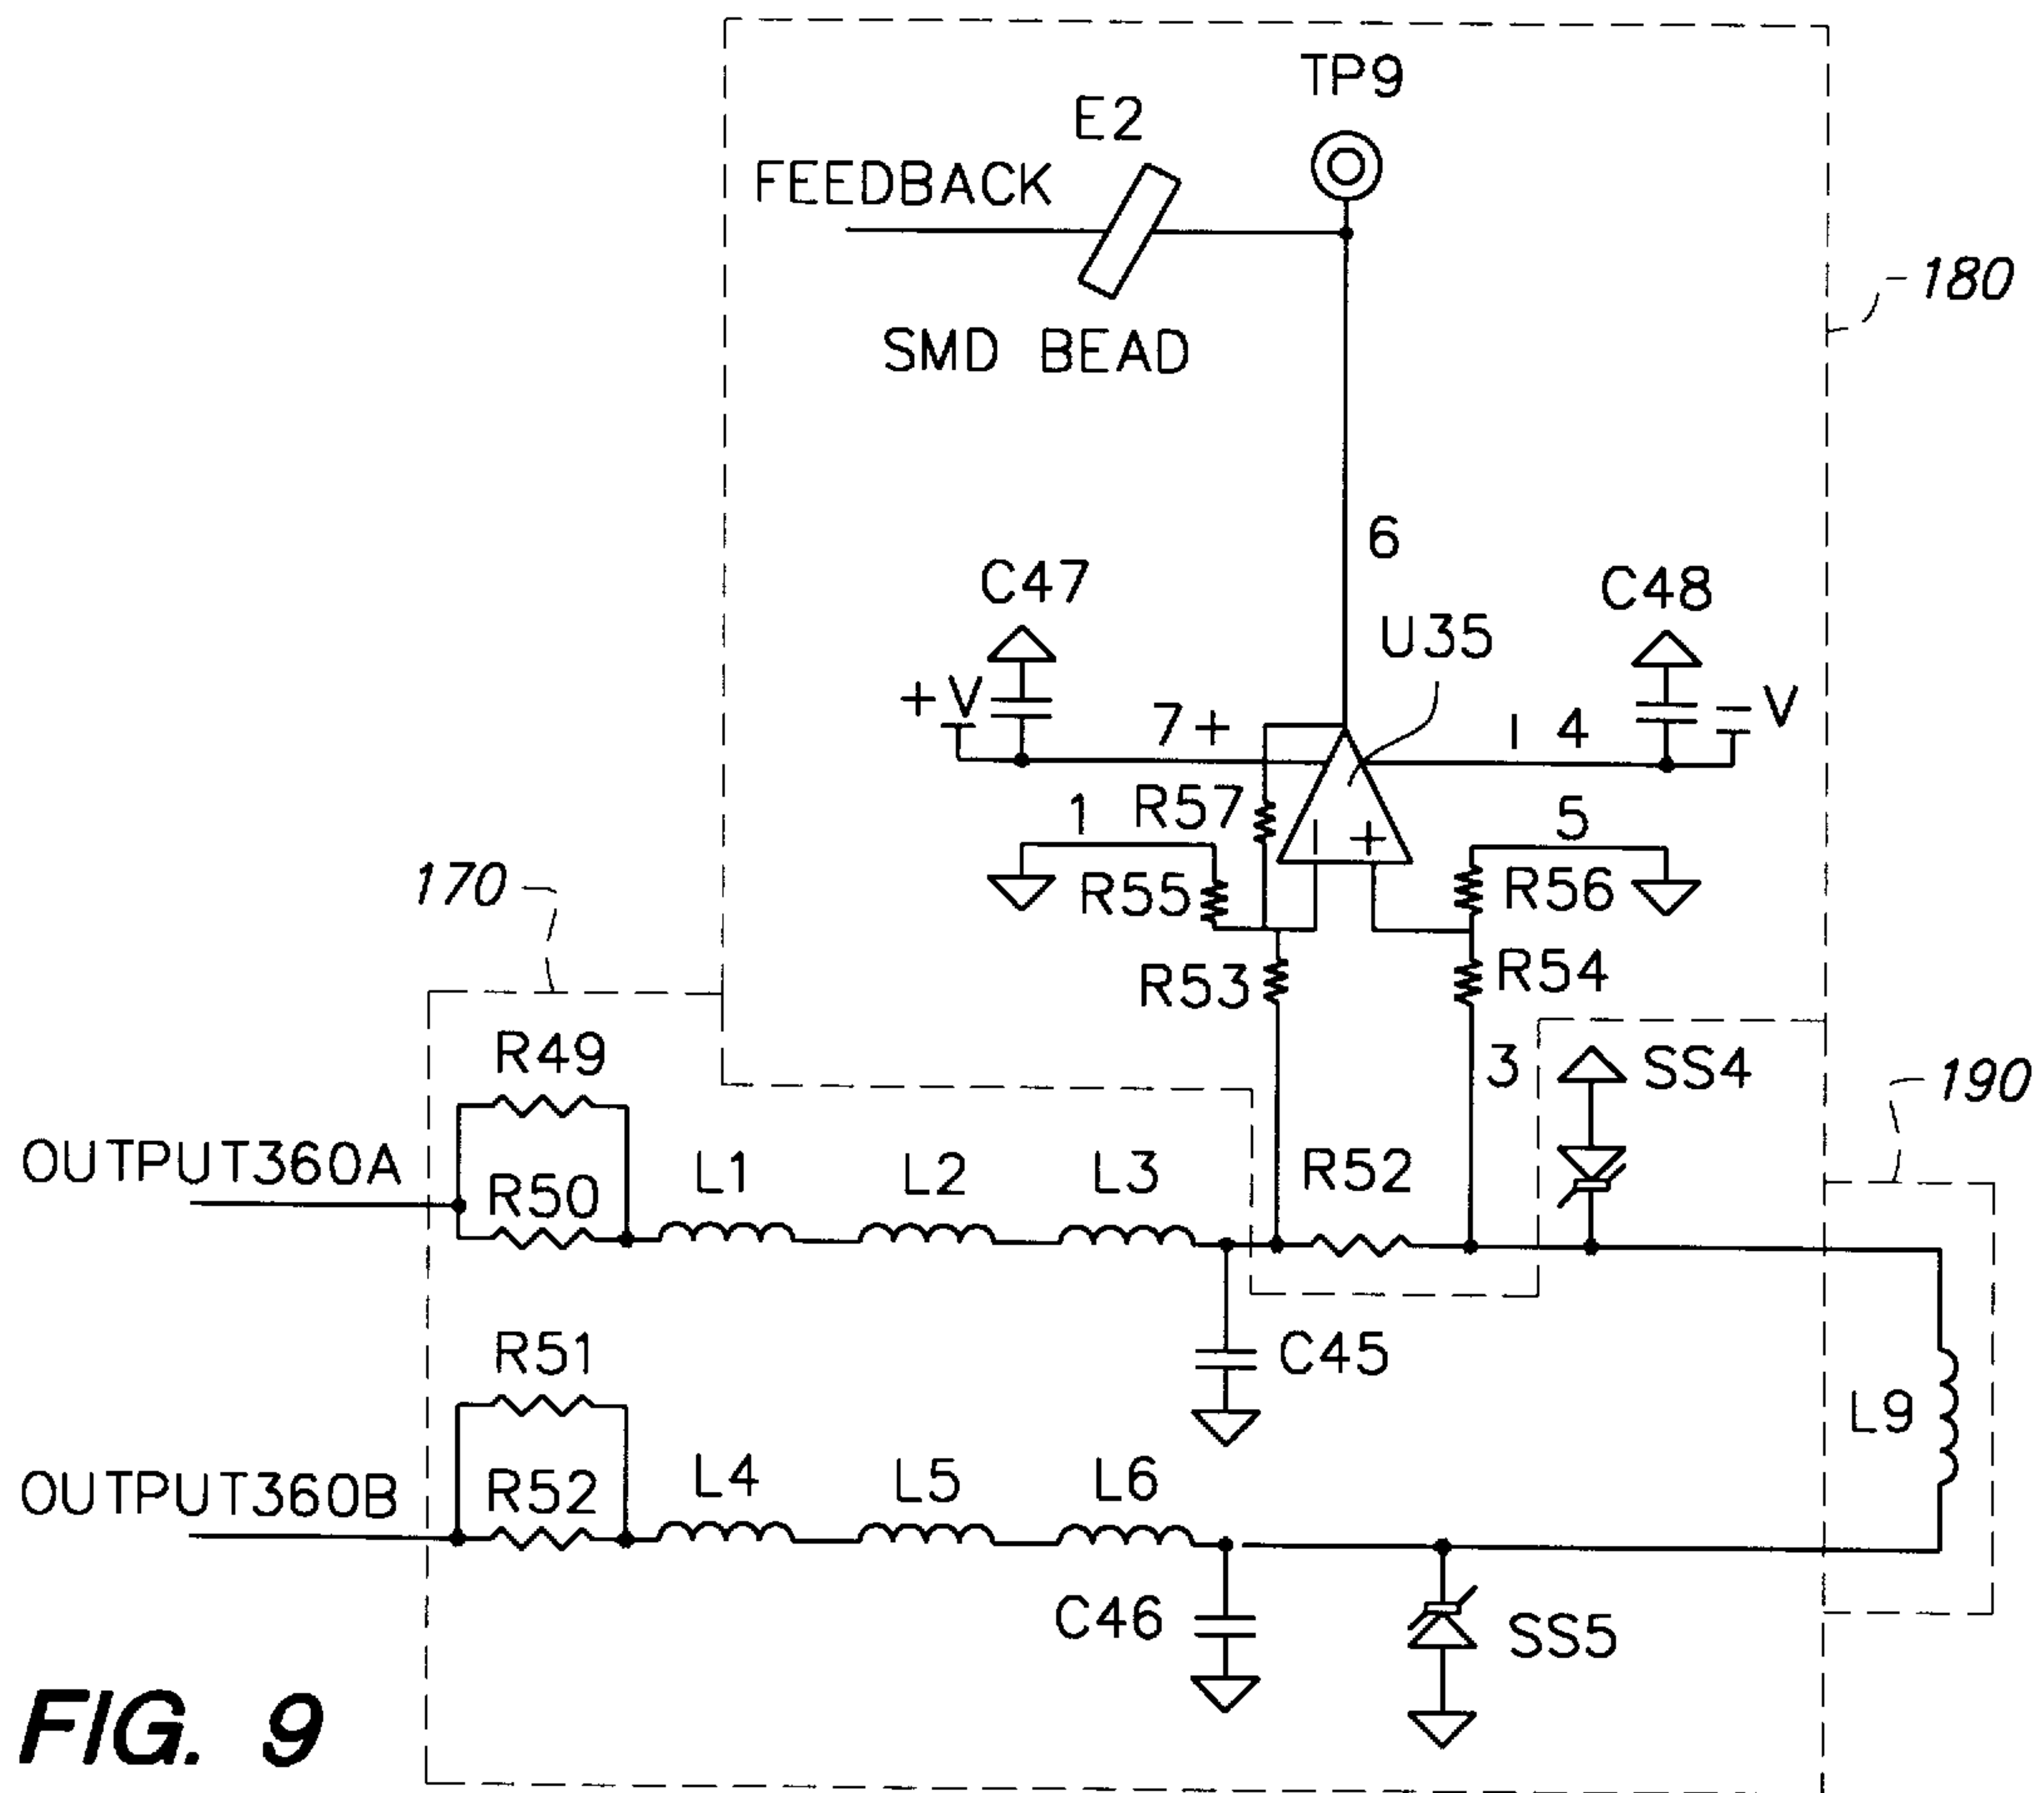 TP9
E2
FEEDBACK
180
SMD BEAD
6
C47
C48
U35
+V
7 +
4
V
R57
1
5
+
170
R55
R56
R53
R54
R49
3
SS4
190
OUTPUT360A
R50
L1
L2
L3
R52
R51
C45
L9
OUTPUT360B
R52
L4
L5
L6
C46
SS5
FIG. 9